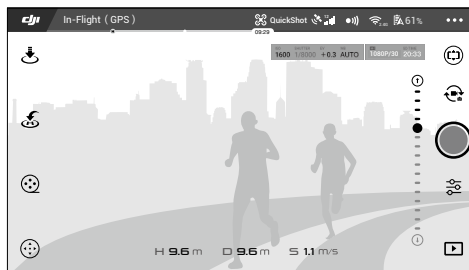 dji In-Flight (GPS) QuickShot 61%
09:29
1600 1/8000 +0.3 AUTO 1080P/30 20:33
H 9.6 m D 9.6 m S 1.1 m/s